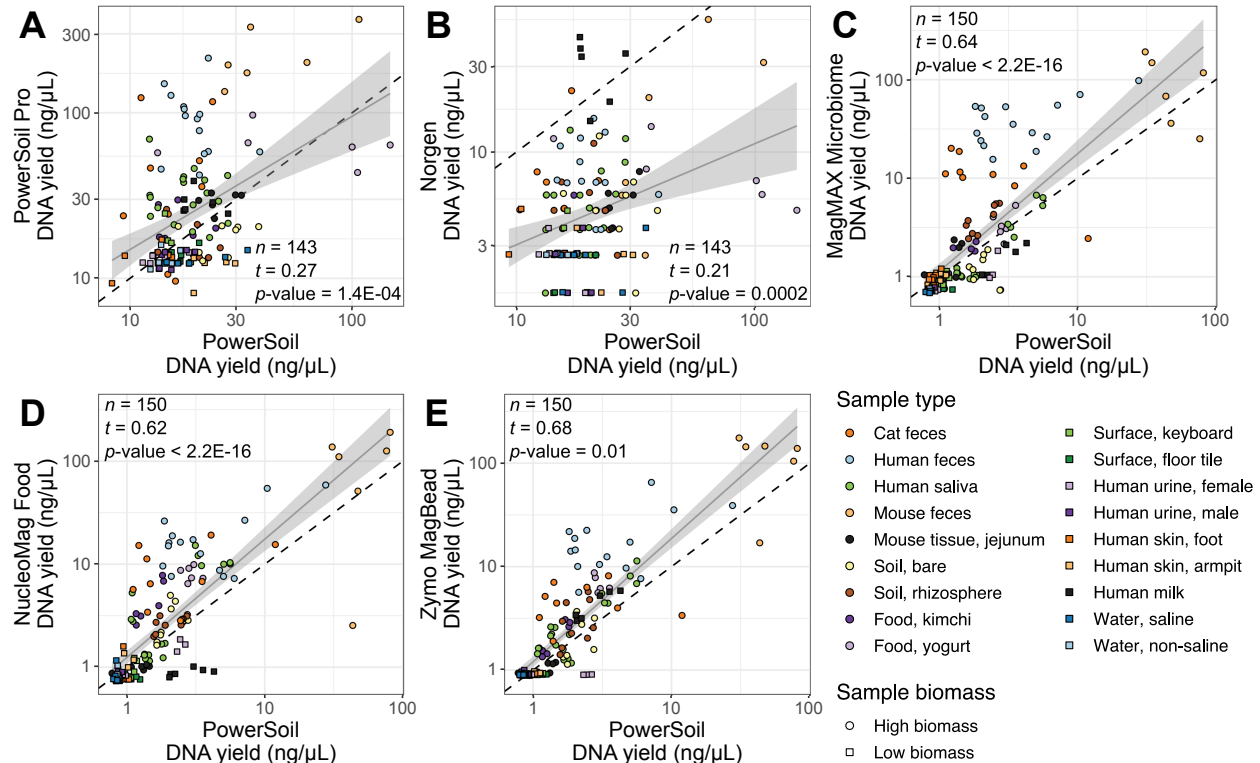 A
PowerSoil Pro
DNA yield (ng/µL)
300
100
30
10
n = 143
t = 0.27
p-value = 1.4E-04
10
30
100
PowerSoil
DNA yield (ng/µL)
B
Norgen
DNA yield (ng/µL)
30
10
3
n = 143
t = 0.21
p-value = 0.0002
10
30
100
PowerSoil
DNA yield (ng/µL)
C
MagMAX Microbiome
DNA yield (ng/µL)
n = 150
t = 0.64
p-value < 2.2E-16
100
10
1
1
10
100
PowerSoil
DNA yield (ng/µL)
D
NucleoMag Food
DNA yield (ng/µL)
n = 150
t = 0.62
p-value < 2.2E-16
100
10
1
1
10
100
PowerSoil
DNA yield (ng/µL)
E
Zymo MagBead
DNA yield (ng/µL)
n = 150
t = 0.68
p-value = 0.01
100
10
1
1
10
100
PowerSoil
DNA yield (ng/µL)
Sample type
Cat feces
Human feces
Human saliva
Mouse feces
Mouse tissue, jejunum
Soil, bare
Soil, rhizosphere
Food, kimchi
Food, yogurt
Surface, keyboard
Surface, floor tile
Human urine, female
Human urine, male
Human skin, foot
Human skin, armpit
Human milk
Water, saline
Water, non-saline
Sample biomass
High biomass
Low biomass